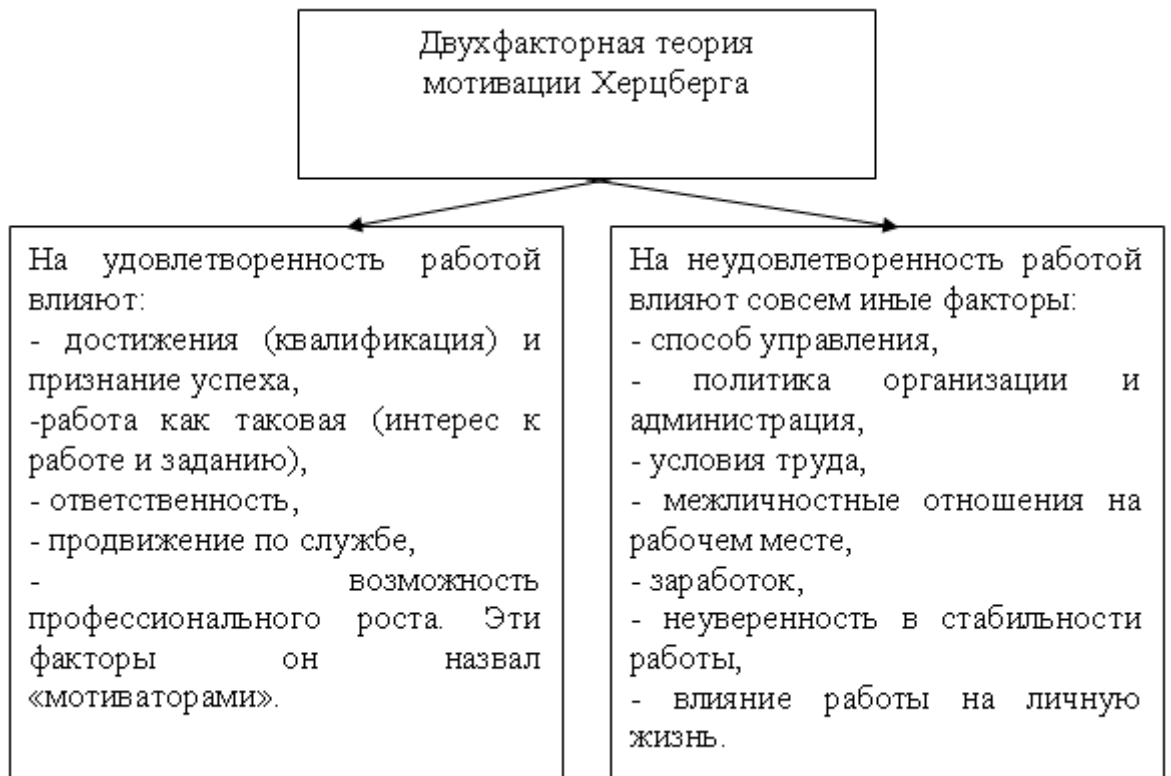 Двухфакторная теория
мотивации Херцберга
На удовлетворенность работой
влияют:
- достижения (квалификация) и
признание успеха,
-работа как таковая (интерес к
работе и заданию),
- ответственность,
- продвижение по службе,
- возможность
профессионального роста. Эти
факторы он назвал
«мотиваторами».
На неудовлетворенность работой
влияют совсем иные факторы:
- способ управления,
- политика организации и
администрация,
- условия труда,
- межличностные отношения на
рабочем месте,
- заработок,
- неуверенность в стабильности
работы,
- влияние работы на личную
жизнь.